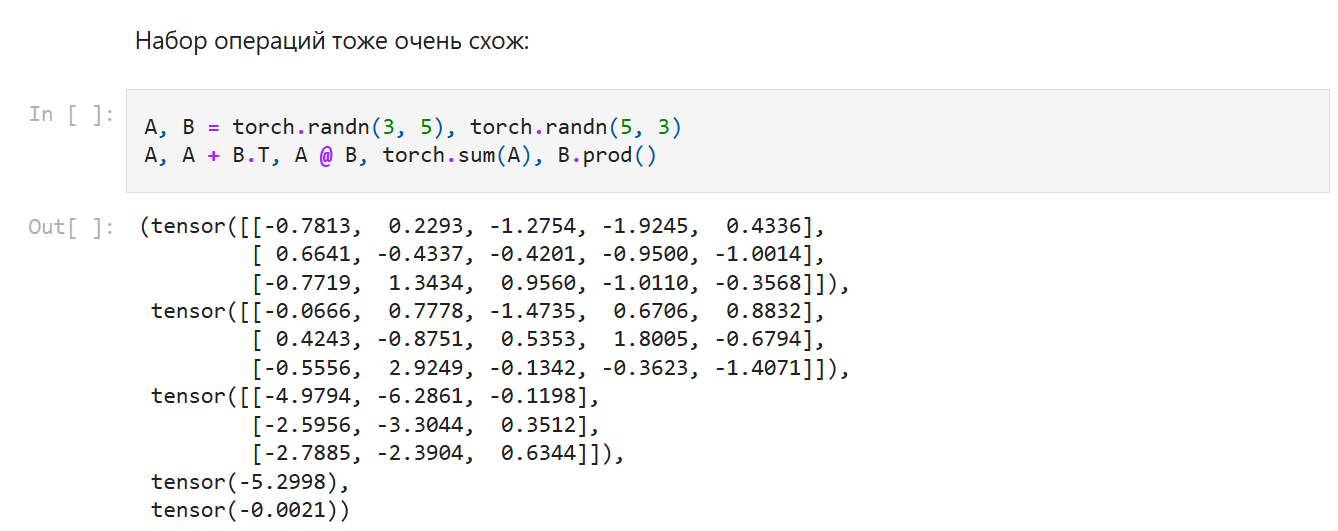 Набор операций тоже очень схож:
In [ ]:
A, B = torch.randn(3, 5), torch.randn(5, 3)
A, A + B.T, A @ B, torch.sum(A), B.prod()
Out[ ]:
(tensor([[-0.7813,  0.2293, -1.2754, -1.9245,  0.4336],
         [ 0.6641, -0.4337, -0.4201, -0.9500, -1.0014],
         [-0.7719,  1.3434,  0.9560, -1.0110, -0.3568]]),
 tensor([[-0.0666,  0.7778, -1.4735,  0.6706,  0.8832],
         [ 0.4243, -0.8751,  0.5353,  1.8005, -0.6794],
         [-0.5556,  2.9249, -0.1342, -0.3623, -1.4071]]),
 tensor([[-4.9794, -6.2861, -0.1198],
         [-2.5956, -3.3044,  0.3512],
         [-2.7885, -2.3904,  0.6344]]),
 tensor(-5.2998),
 tensor(-0.0021))